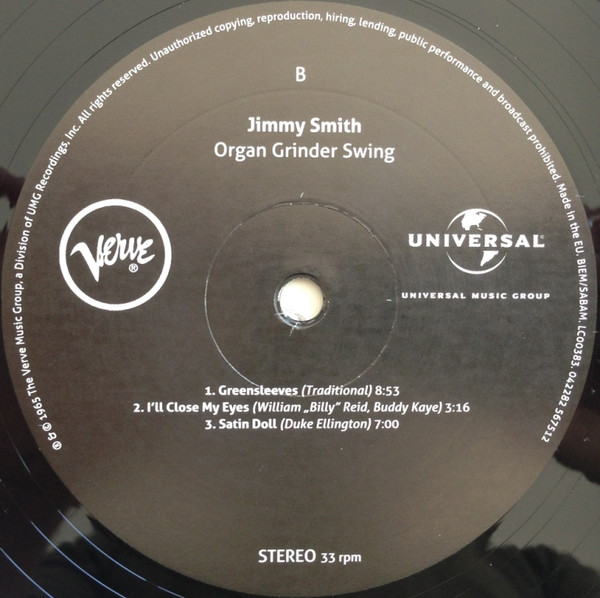 ℗ & © 1965 The Verve Music Group, a Division of UMG Recordings, Inc. All rights reserved. Unauthorized copying, reproduction, hiring, lending, public performance and broadcast prohibited. Made in the EU. BIEM/SABAM. LC00383. 042282 567512
B
Jimmy Smith
Organ Grinder Swing
Verve®
UNIVERSAL
UNIVERSAL MUSIC GROUP
1. Greensleeves (Traditional) 8:53
2. I'll Close My Eyes (William „Billy” Reid, Buddy Kaye) 3:16
3. Satin Doll (Duke Ellington) 7:00
STEREO 33 rpm